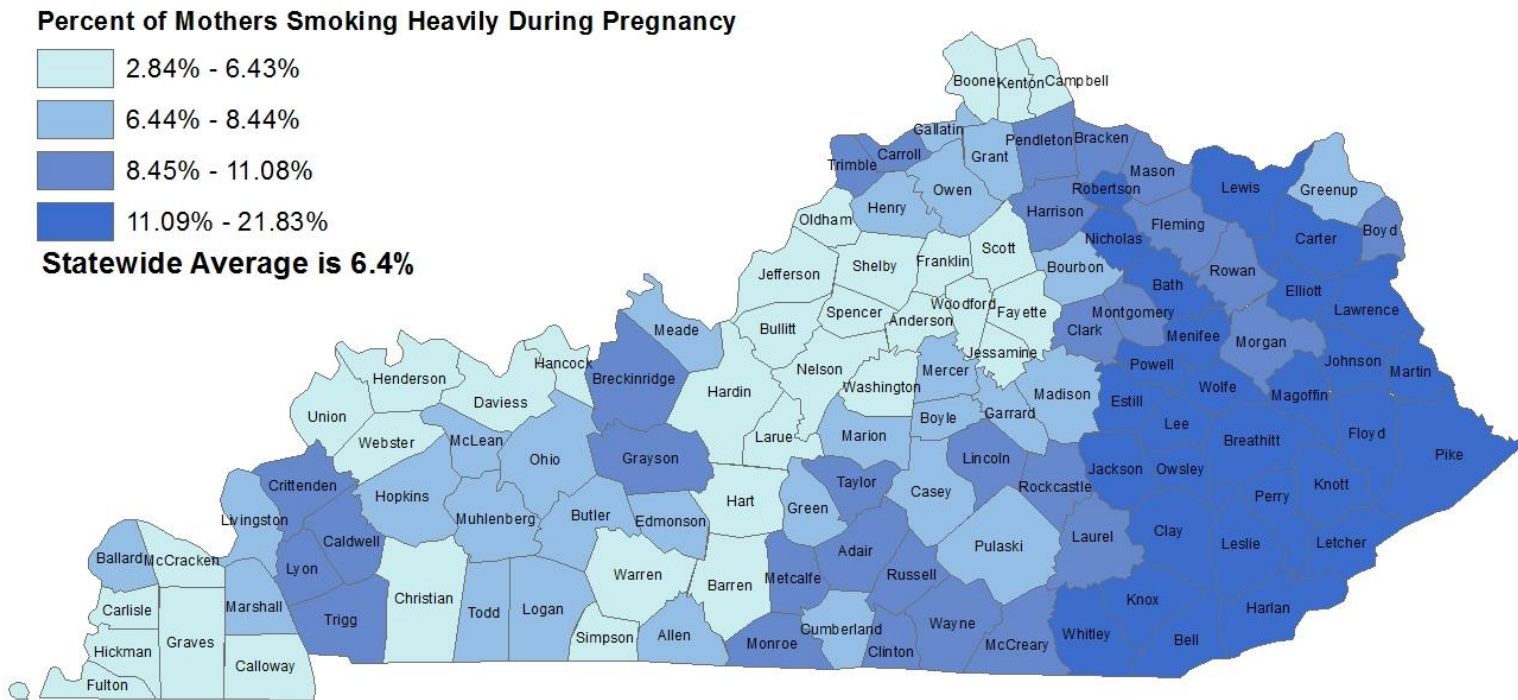 Percent of Mothers Smoking Heavily During Pregnancy
2.84% - 6.43%
6.44% - 8.44%
8.45% - 11.08%
11.09% - 21.83%
Statewide Average is 6.4%
Boone
Kenton
Campbell
Gallatin
Pendleton
Bracken
Carroll
Trimble
Grant
Mason
Owen
Robertson
Lewis
Greenup
Henry
Harrison
Oldham
Fleming
Nicholas
Carter
Boyd
Scott
Shelby
Franklin
Jefferson
Bourbon
Rowan
Bath
Elliott
Lawrence
Woodford
Spencer
Anderson
Fayette
Montgomery
Clark
Menifee
Morgan
Meade
Bullitt
Jessamine
Johnson
Martin
Hancock
Powell
Henderson
Breckinridge
Nelson
Washington
Mercer
Madison
Wolfe
Magoffin
Hardin
Daviess
Estill
Union
Boyle
Garrard
Lee
Webster
McLean
Larue
Marion
Breathitt
Floyd
Ohio
Grayson
Lincoln
Pike
Jackson
Owsley
Crittenden
Taylor
Rockcastle
Knott
Hopkins
Hart
Casey
Perry
Livingston
Muhlenberg
Butler
Edmonson
Green
Clay
Caldwell
Pulaski
Laurel
Leslie
Letcher
Ballard
McCracken
Adair
Lyon
Warren
Metcalfe
Russell
Barren
Christian
Carlisle
Marshall
Todd
Logan
Knox
Harlan
Trigg
Wayne
Cumberland
Whitley
Bell
Graves
Hickman
Simpson
Allen
Monroe
Clinton
McCreary
Calloway
Fulton